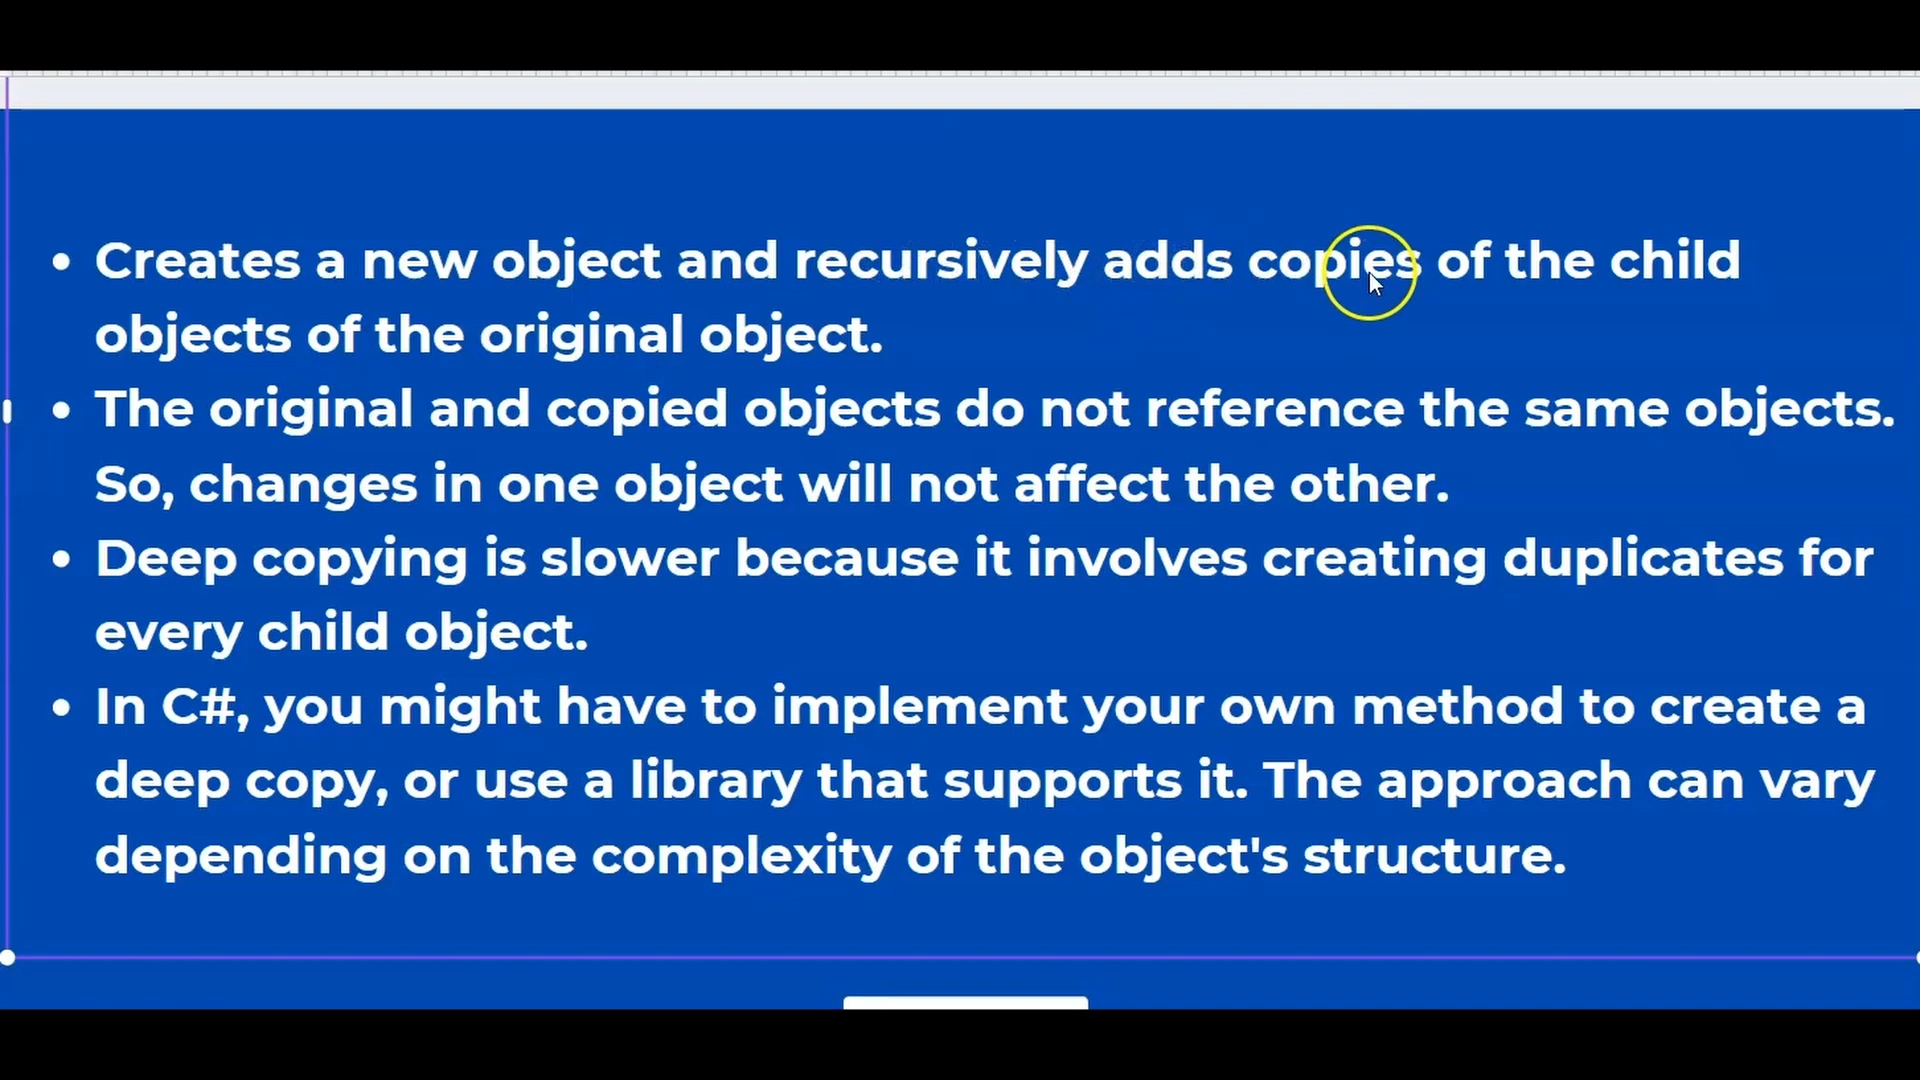 • Creates a new object and recursively adds copies of the child
objects of the original object.
• The original and copied objects do not reference the same objects.
So, changes in one object will not affect the other.
• Deep copying is slower because it involves creating duplicates for
every child object.
• In C#, you might have to implement your own method to create a
deep copy, or use a library that supports it. The approach can vary
depending on the complexity of the object's structure.